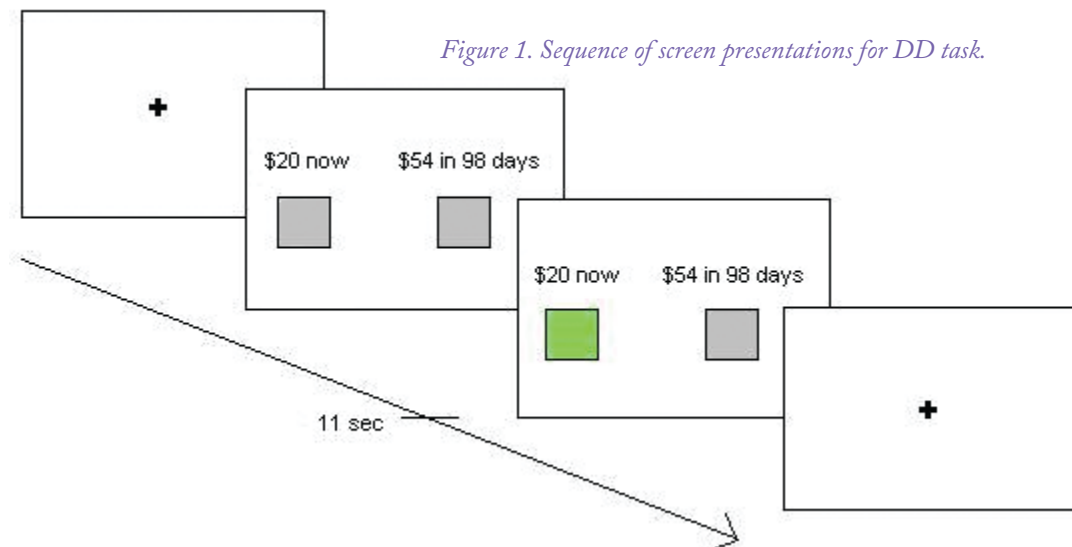 Figure 1. Sequence of screen presentations for DD task.
$20 now $54 in 98 days
$20 now $54 in 98 days
11 sec